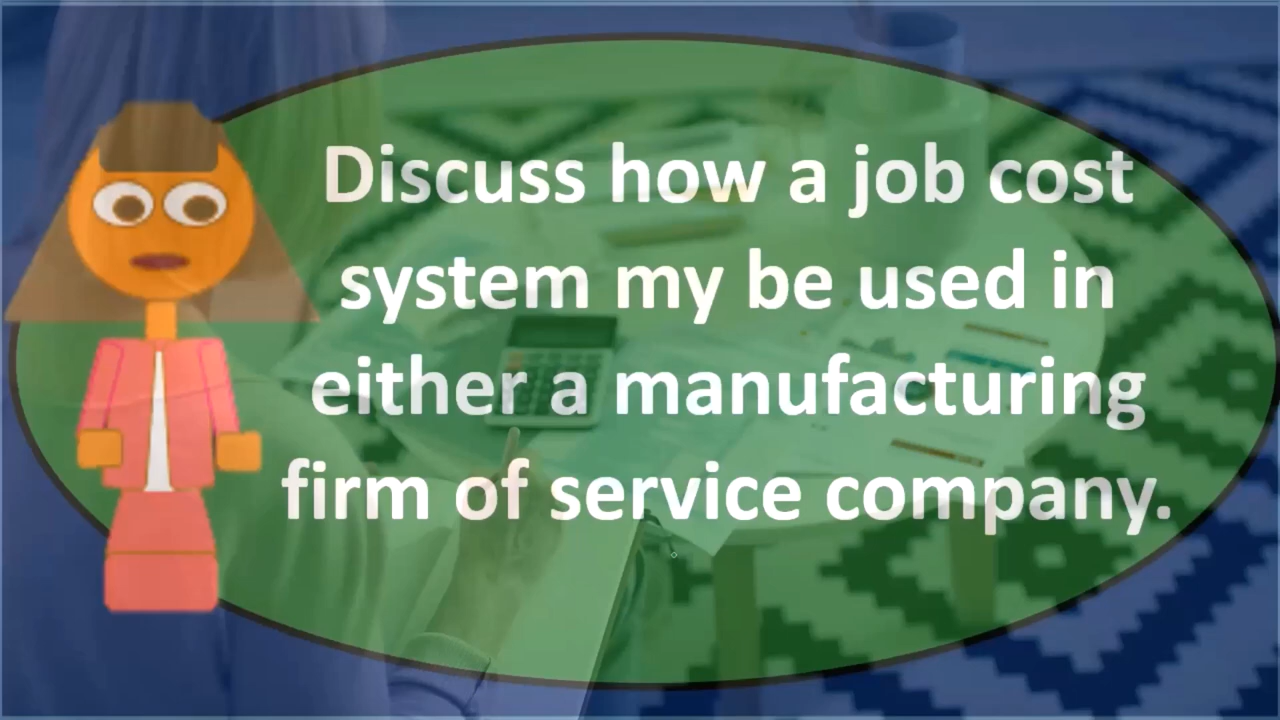 Discuss how a job cost
system my be used in
either a manufacturing
firm of service company.